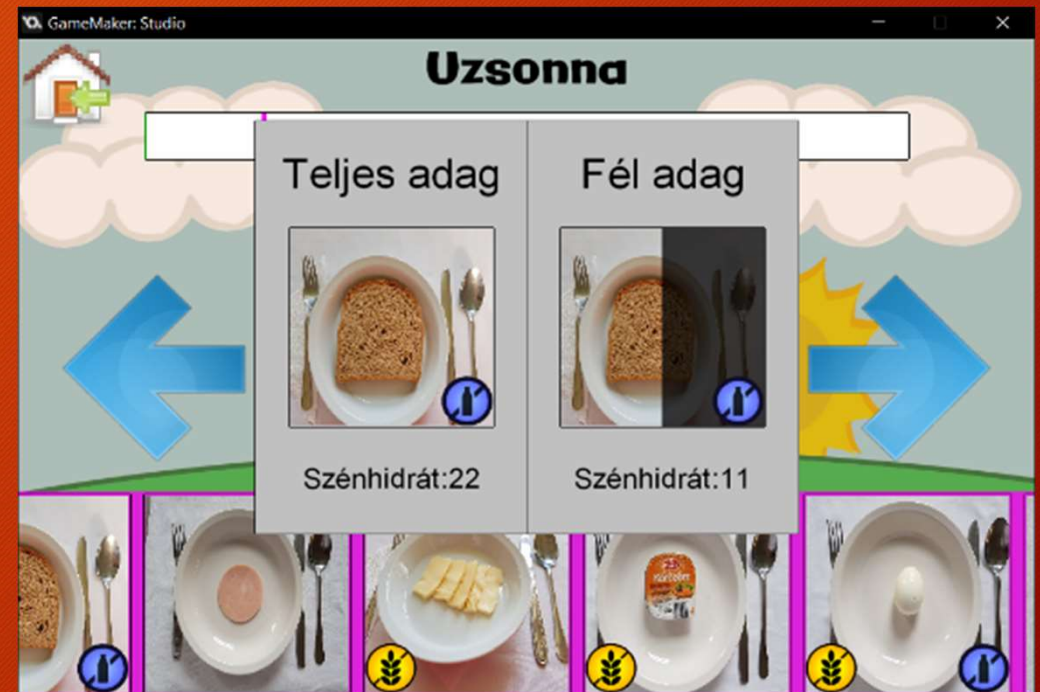 GameMaker: Studio
Uzsonna
Teljes adag
Fél adag
Szénhidrát:22
Szénhidrát:11